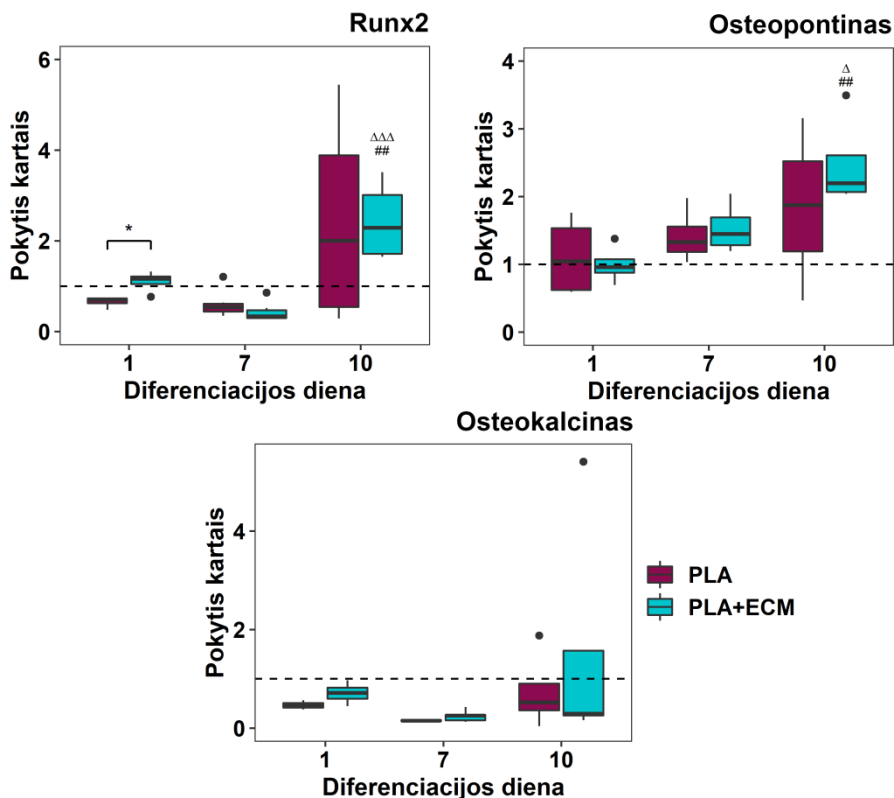 Runx2
Pokytis kartais
6
4
2
0
*
ΔΔΔ
##
1 7 10
Diferenciacijos diena
Osteopontinas
Pokytis kartais
4
3
2
1
0
Δ
##
1 7 10
Diferenciacijos diena
Osteokalcinas
Pokytis kartais
4
2
0
1 7 10
Diferenciacijos diena
PLA
PLA+ECM